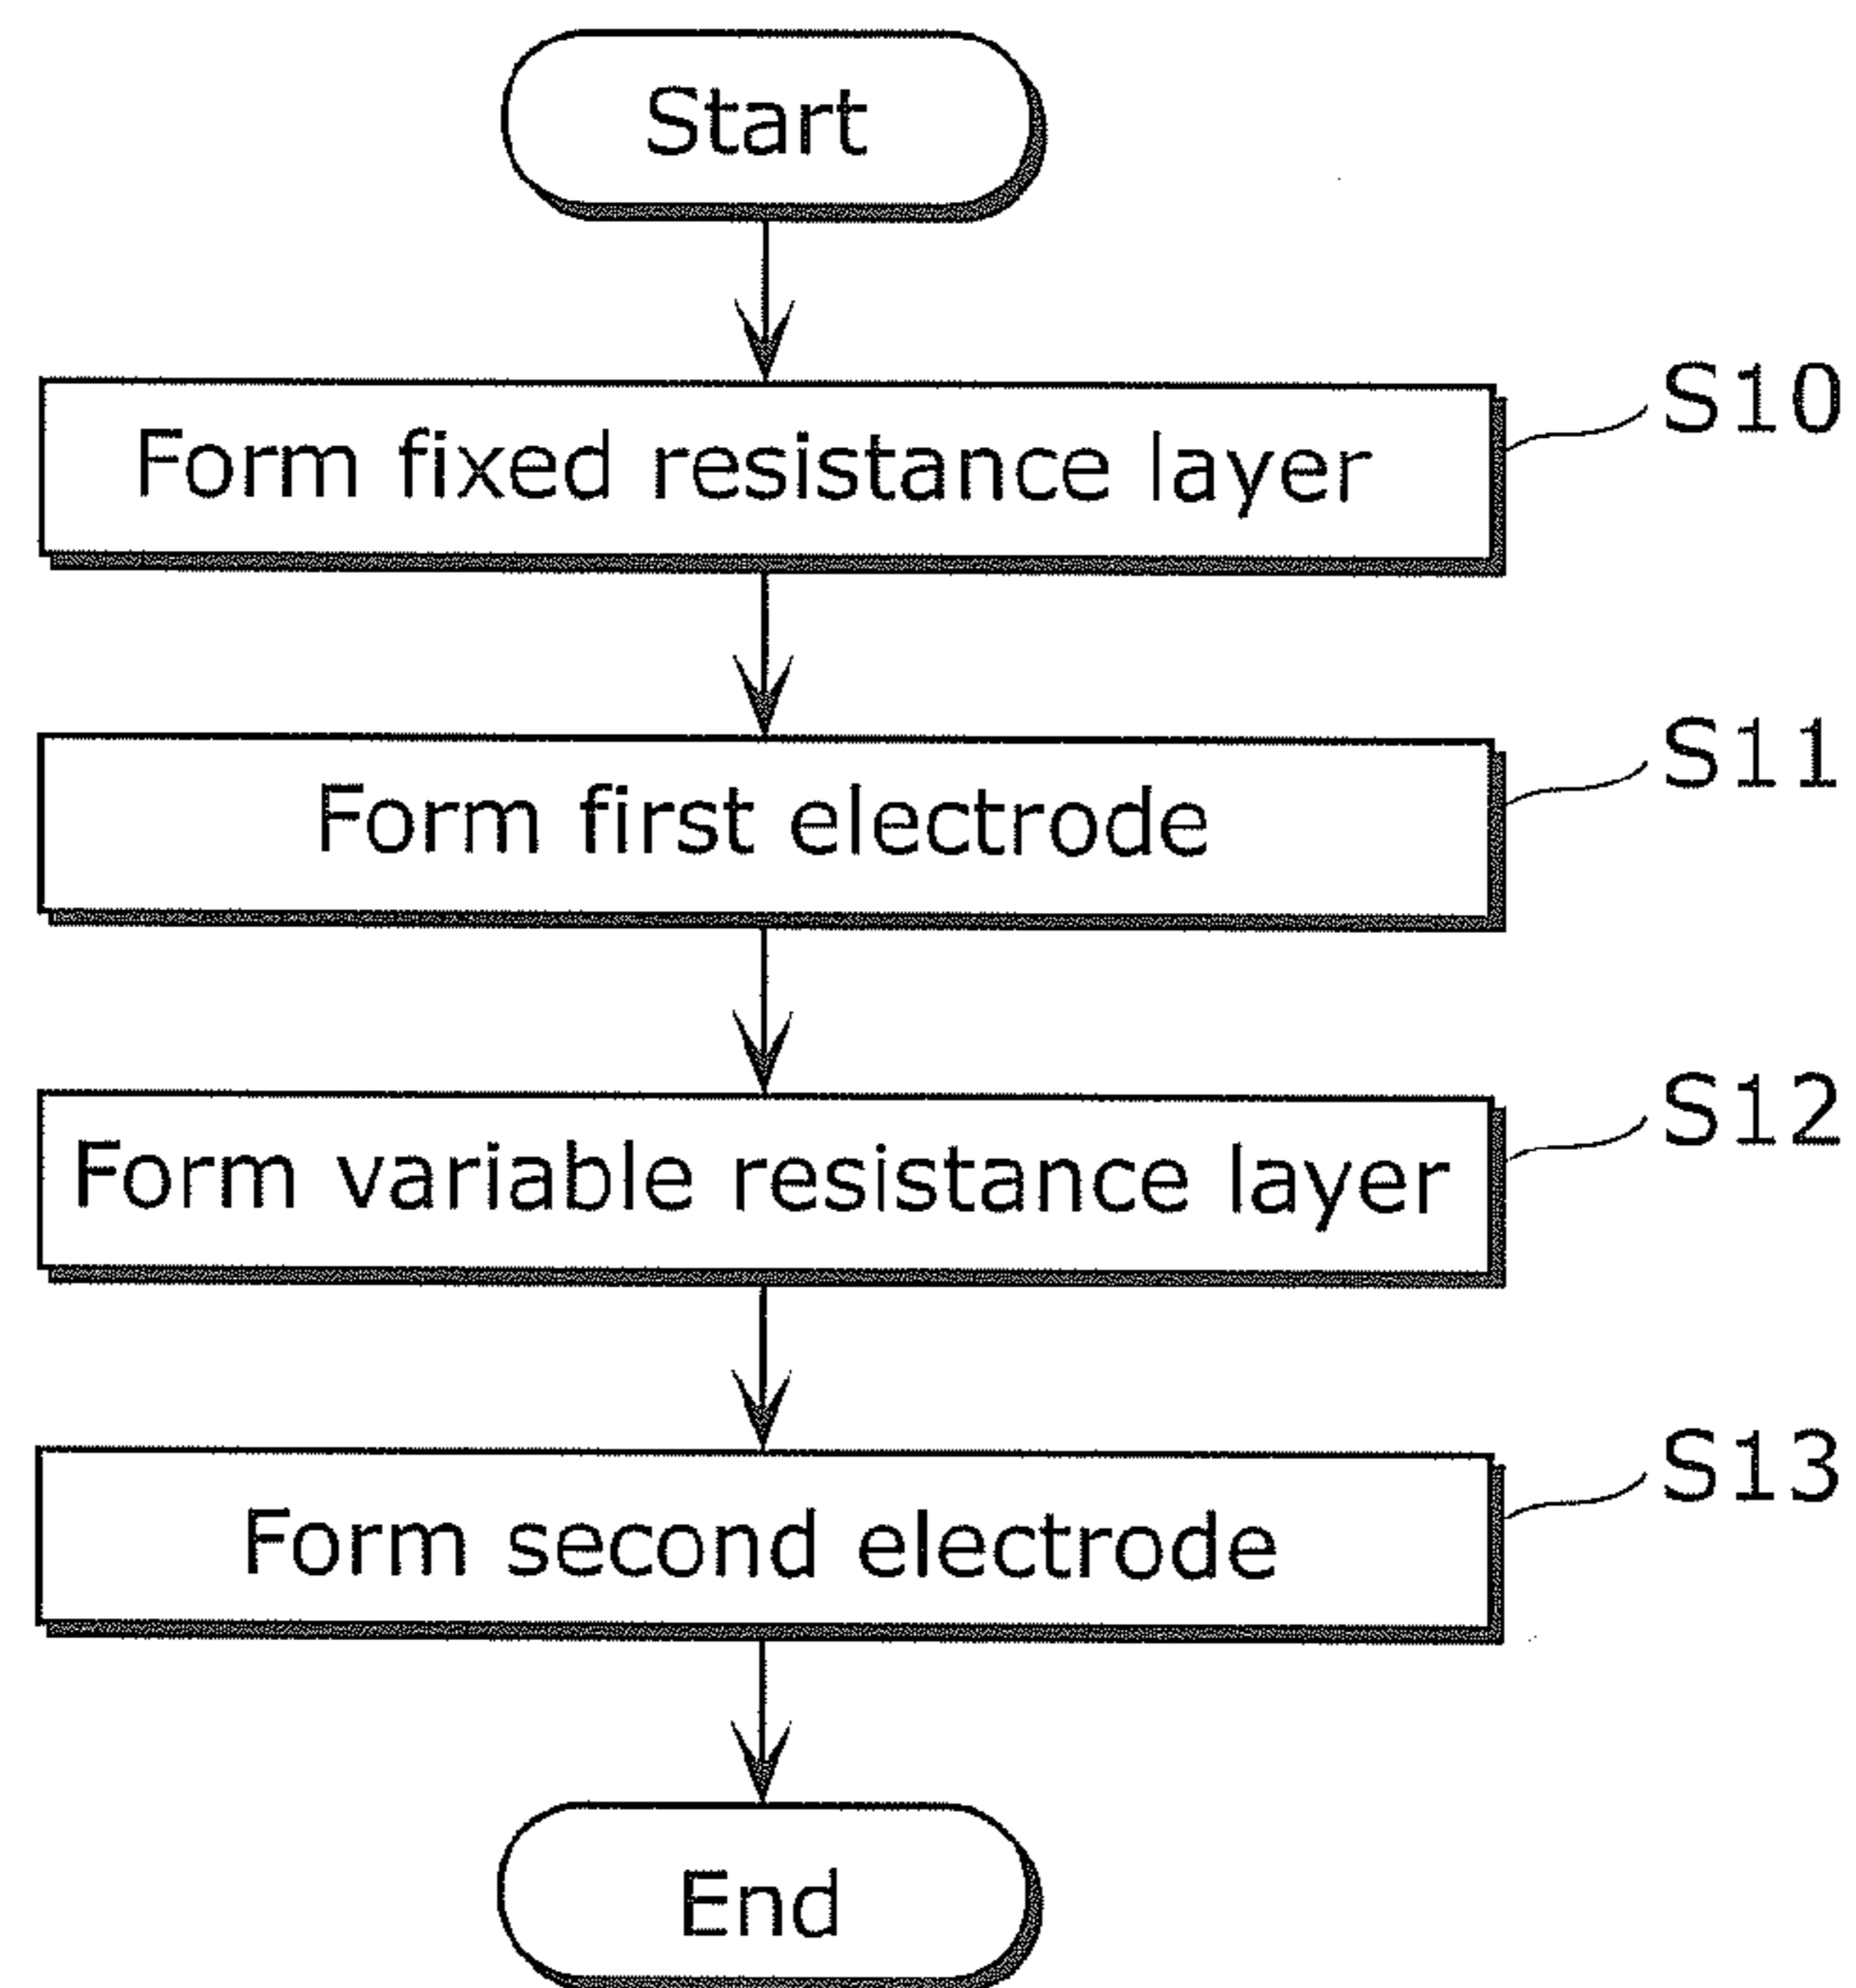 Start
Form fixed resistance layer
S10
Form first electrode
S11
Form variable resistance layer
S12
Form second electrode
S13
End